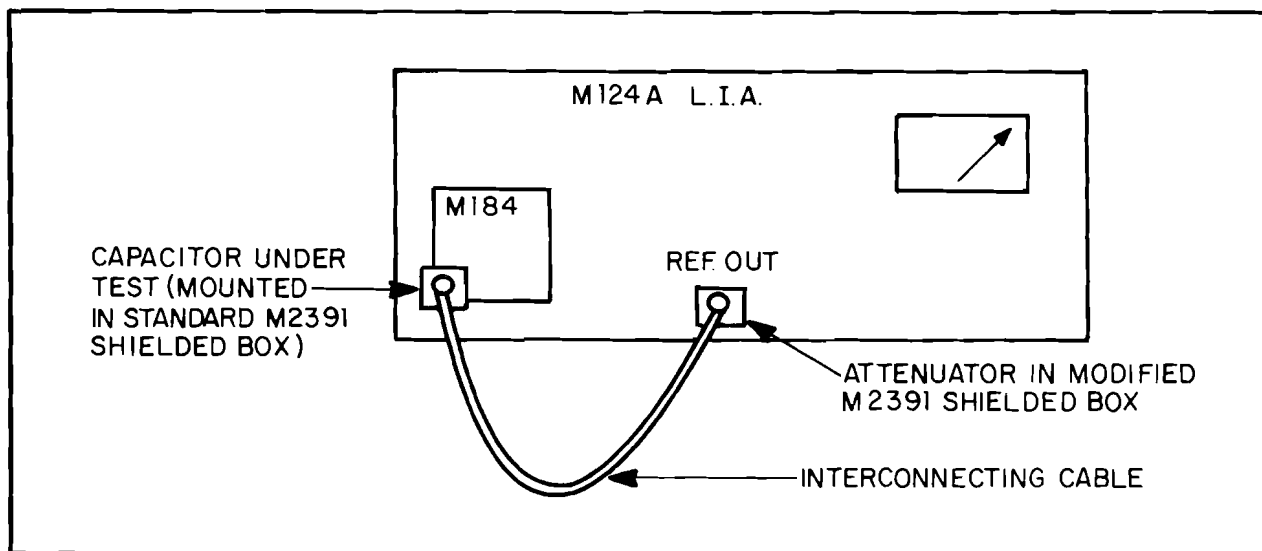 M124A L.I.A.
M184
CAPACITOR UNDER
TEST (MOUNTED
IN STANDARD M2391
SHIELDED BOX)
REF. OUT
ATTENUATOR IN MODIFIED
M2391 SHIELDED BOX
INTERCONNECTING CABLE